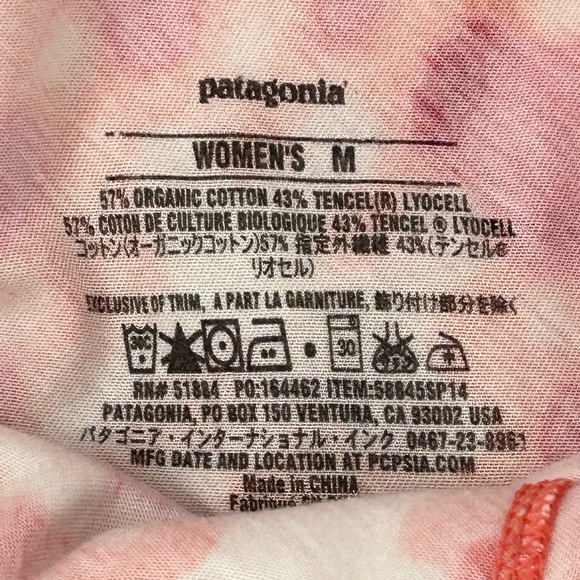 patagonia®
WOMEN'S M
57% ORGANIC COTTON 43% TENCEL(R) LYOCELL
57% COTON DE CULTURE BIOLOGIQUE 43% TENCEL ® LYOCELL
コットン(オーガニックコットン)57% 指定外繊維 43%(テンセル®
リオセル)
EXCLUSIVE OF TRIM, A PART LA GARNITURE, 飾り付け部分を除く
30C 30
RN# 51884 PO:164462 ITEM:58845SP14
PATAGONIA, PO BOX 150 VENTURA, CA 93002 USA
パタゴニア・インターナショナル・インク 0467-23-8961
MFG DATE AND LOCATION AT PCPSIA.COM
Made in CHINA
Fabriqué